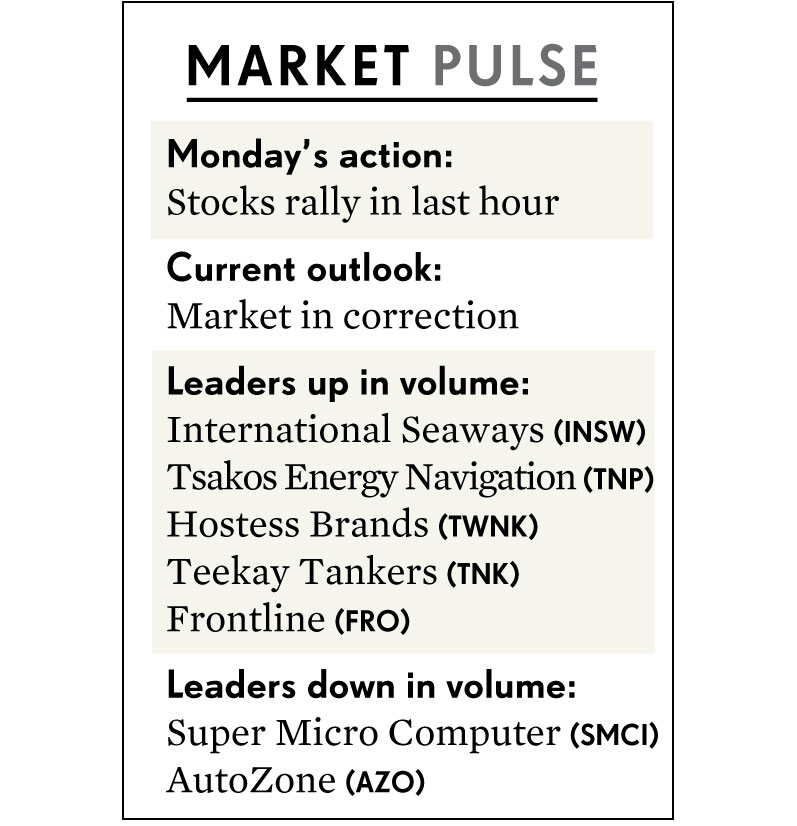 MARKET PULSE
Monday’s action:
Stocks rally in last hour
Current outlook:
Market in correction
Leaders up in volume:
International Seaways (INSW)
Tsakos Energy Navigation (TNP)
Hostess Brands (TWNK)
Teekay Tankers (TNK)
Frontline (FRO)
Leaders down in volume:
Super Micro Computer (SMCI)
AutoZone (AZO)